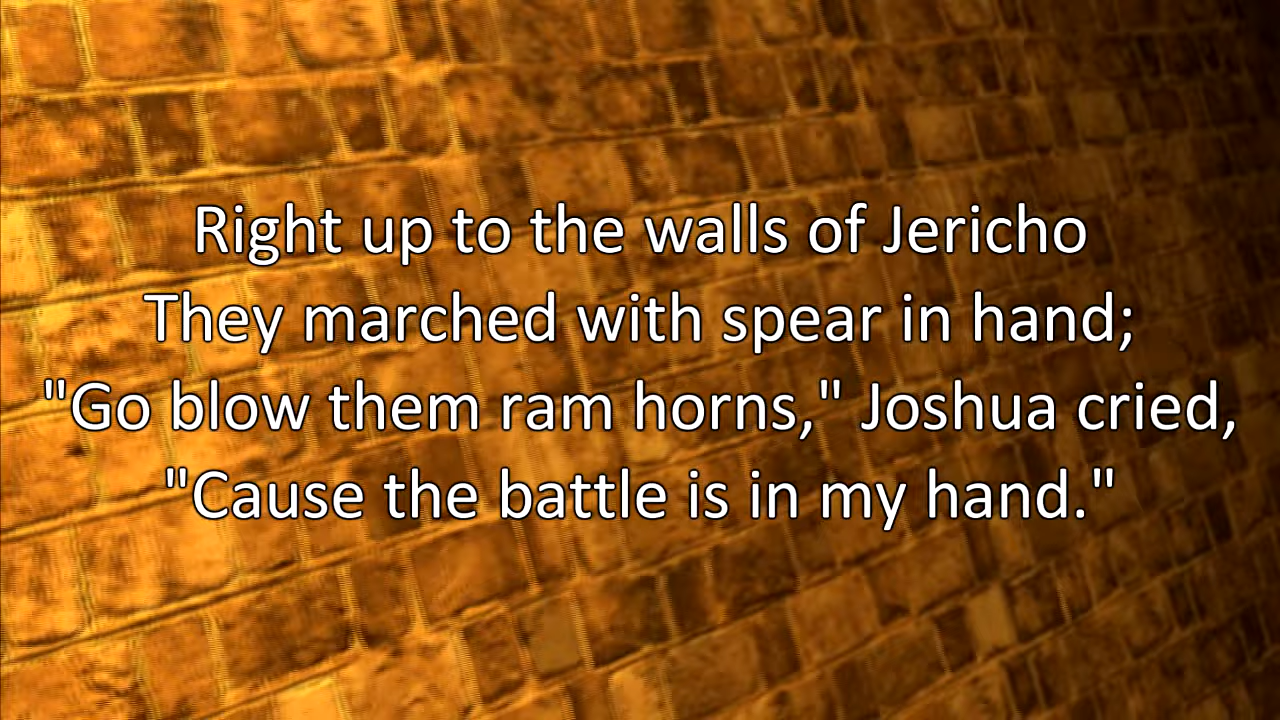 Right up to the walls of Jericho
They marched with spear in hand;
"Go blow them ram horns," Joshua cried,
"Cause the battle is in my hand."